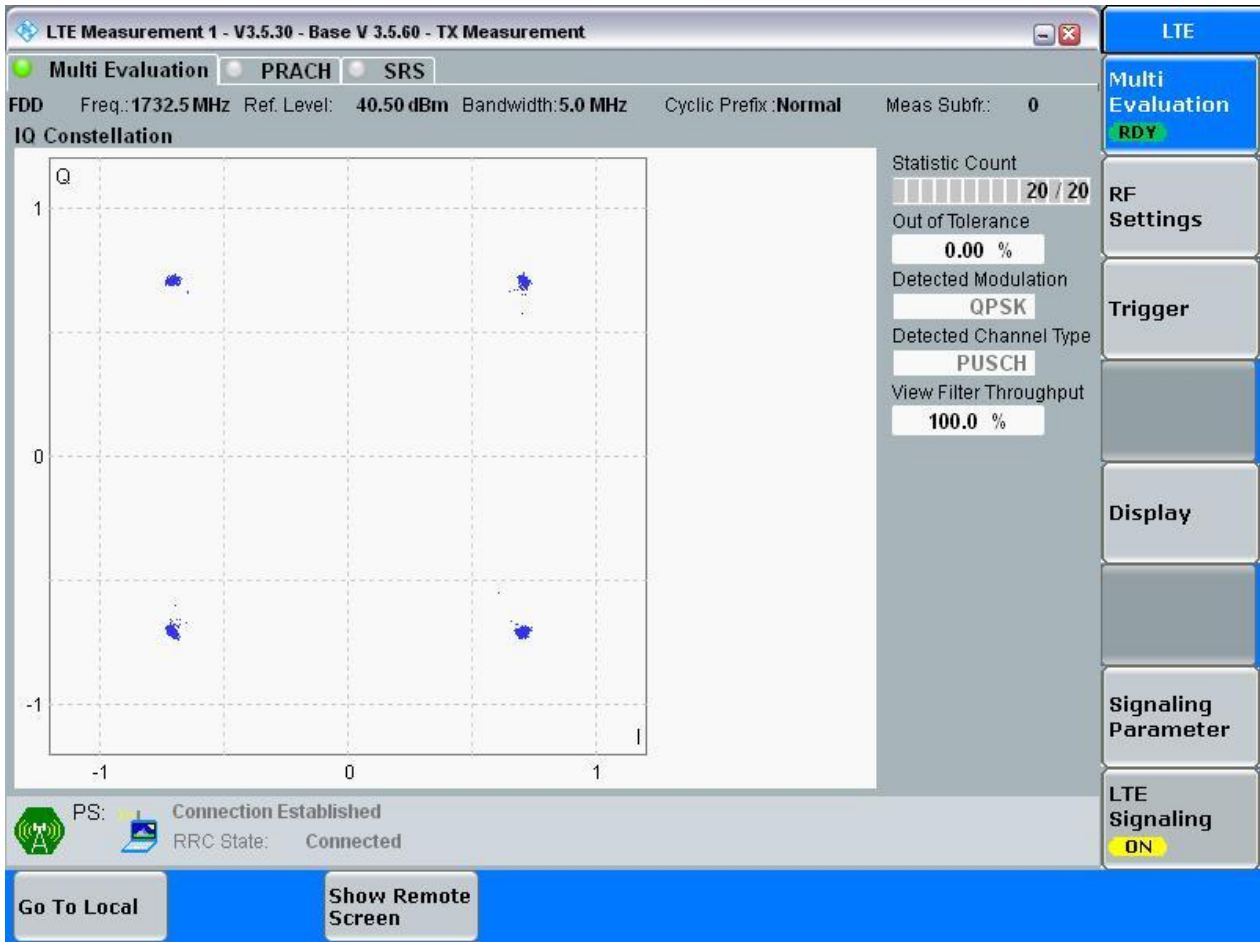 LTE Measurement 1 - V3.5.30 - Base V 3.5.60 - TX Measurement
LTE
Multi Evaluation PRACH SRS
Multi
Evaluation
RDY
FDD Freq.: 1732.5 MHz Ref. Level: 40.50 dBm Bandwidth: 5.0 MHz Cyclic Prefix : Normal Meas Subfr.: 0
IQ Constellation
Q
1
0
-1
-1 0 1
I
Statistic Count
20 / 20
Out of Tolerance
0.00 %
Detected Modulation
QPSK
Detected Channel Type
PUSCH
View Filter Throughput
100.0 %
RF
Settings
Trigger
Display
Signaling
Parameter
LTE
Signaling
ON
PS: Connection Established
RRC State: Connected
Go To Local
Show Remote
Screen